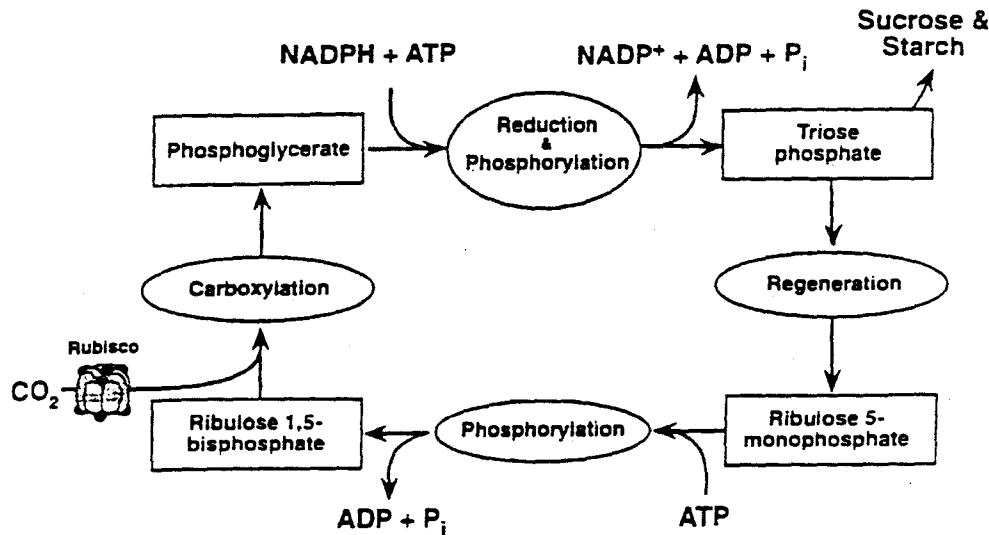 Sucrose &
Starch
NADPH + ATP
NADP⁺ + ADP + Pᵢ
Phosphoglycerate
Reduction
&
Phosphorylation
Triose
phosphate
Carboxylation
Regeneration
Rubisco
CO₂
Ribulose 1,5-
bisphosphate
Phosphorylation
Ribulose 5-
monophosphate
ADP + Pᵢ
ATP